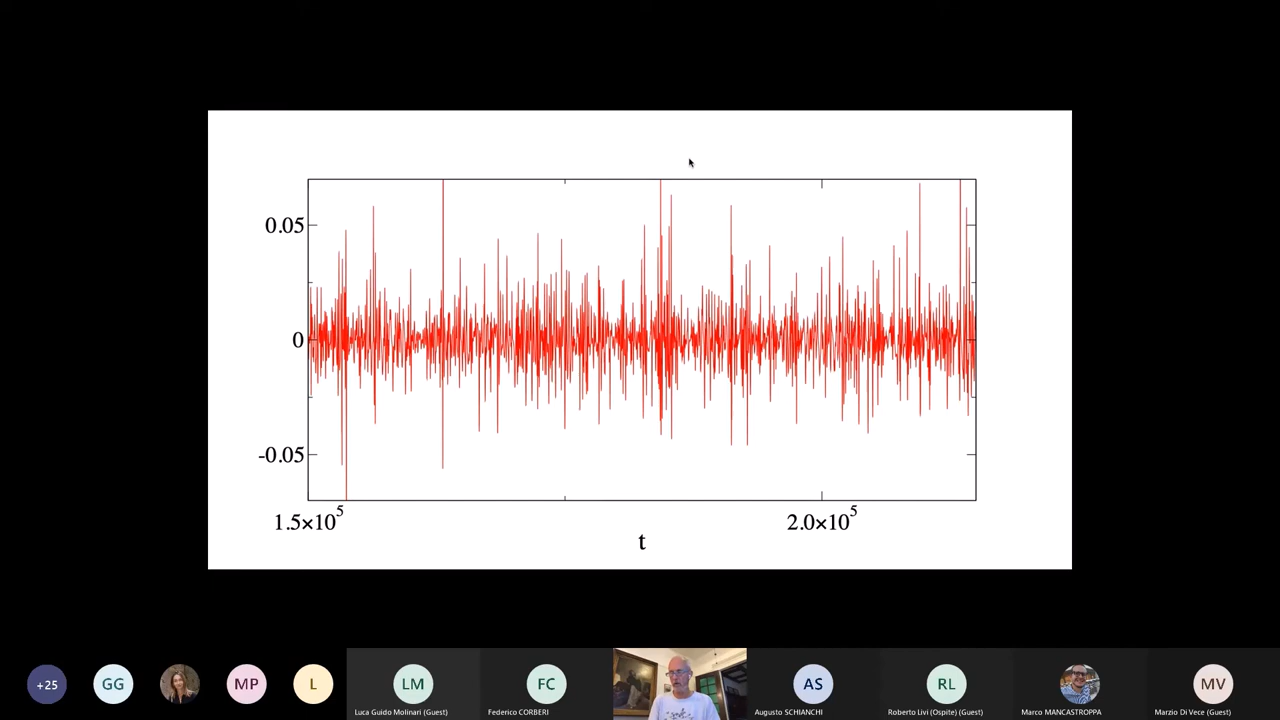 0.05
0
-0.05
1.5×10⁵
2.0×10⁵
t
+25
GG
MP
L
LM
FC
AS
RL
MV
Luca Guido Molinari (Guest)
Federico CORBERI
Augusto SCHIANCHI
Roberto Livi (Ospite) (Guest)
Marco MANCASTROPPA
Marzio Di Vece (Guest)